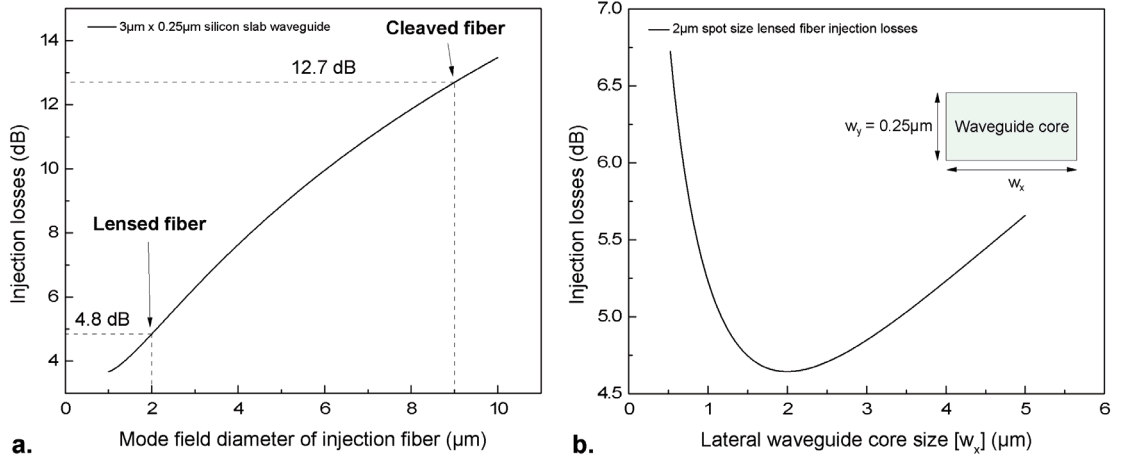 3µm x 0.25µm silicon slab waveguide
Cleaved fiber
12.7 dB
Lensed fiber
4.8 dB
Injection losses (dB)
14
12
10
8
6
4
0 2 4 6 8 10
Mode field diameter of injection fiber (µm)
a.
2µm spot size lensed fiber injection losses
wy = 0.25µm
Waveguide core
wx
Injection losses (dB)
7.0
6.5
6.0
5.5
5.0
4.5
0 1 2 3 4 5 6
Lateral waveguide core size [wx] (µm)
b.